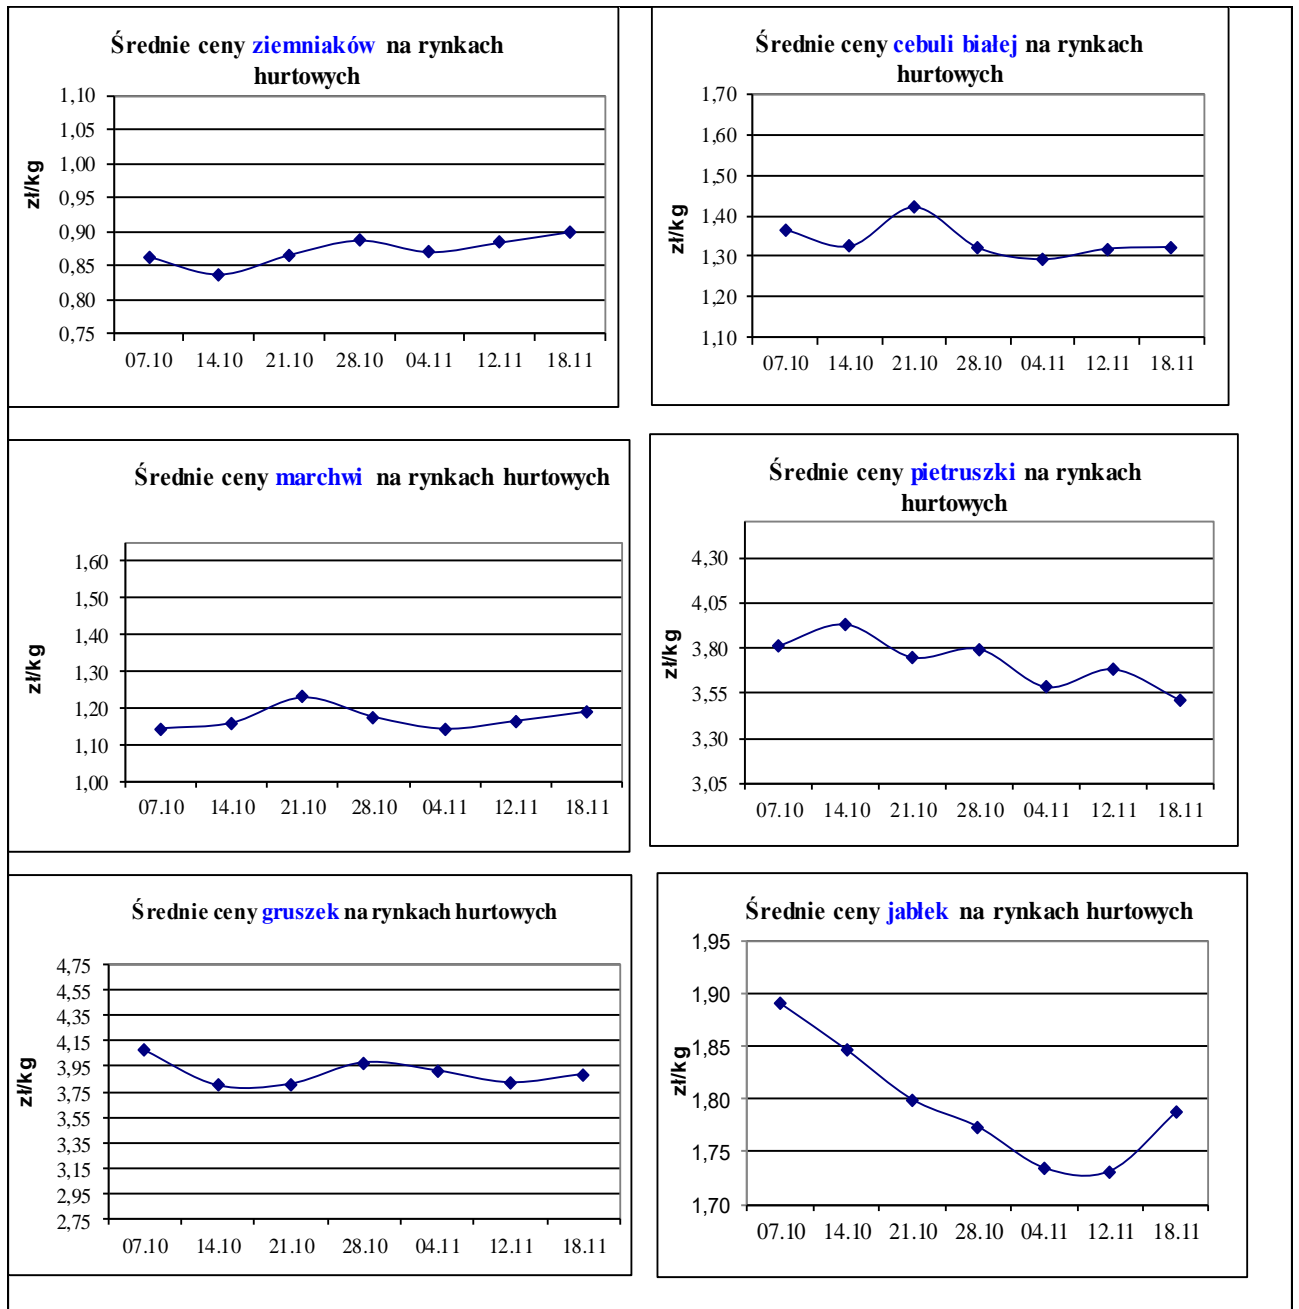 Średnie ceny ziemniaków na rynkach
hurtowych
zł/kg
1,10
1,05
1,00
0,95
0,90
0,85
0,80
0,75
07.10 14.10 21.10 28.10 04.11 12.11 18.11
Średnie ceny cebuli białej na rynkach
hurtowych
zł/kg
1,70
1,60
1,50
1,40
1,30
1,20
1,10
07.10 14.10 21.10 28.10 04.11 12.11 18.11
Średnie ceny marchwi na rynkach hurtowych
zł/kg
1,60
1,50
1,40
1,30
1,20
1,10
1,00
07.10 14.10 21.10 28.10 04.11 12.11 18.11
Średnie ceny pietruszki na rynkach
hurtowych
zł/kg
4,30
4,05
3,80
3,55
3,30
3,05
07.10 14.10 21.10 28.10 04.11 12.11 18.11
Średnie ceny gruszek na rynkach hurtowych
zł/kg
4,75
4,55
4,35
4,15
3,95
3,75
3,55
3,35
3,15
2,95
2,75
07.10 14.10 21.10 28.10 04.11 12.11 18.11
Średnie ceny jabłek na rynkach hurtowych
zł/kg
1,95
1,90
1,85
1,80
1,75
1,70
07.10 14.10 21.10 28.10 04.11 12.11 18.11